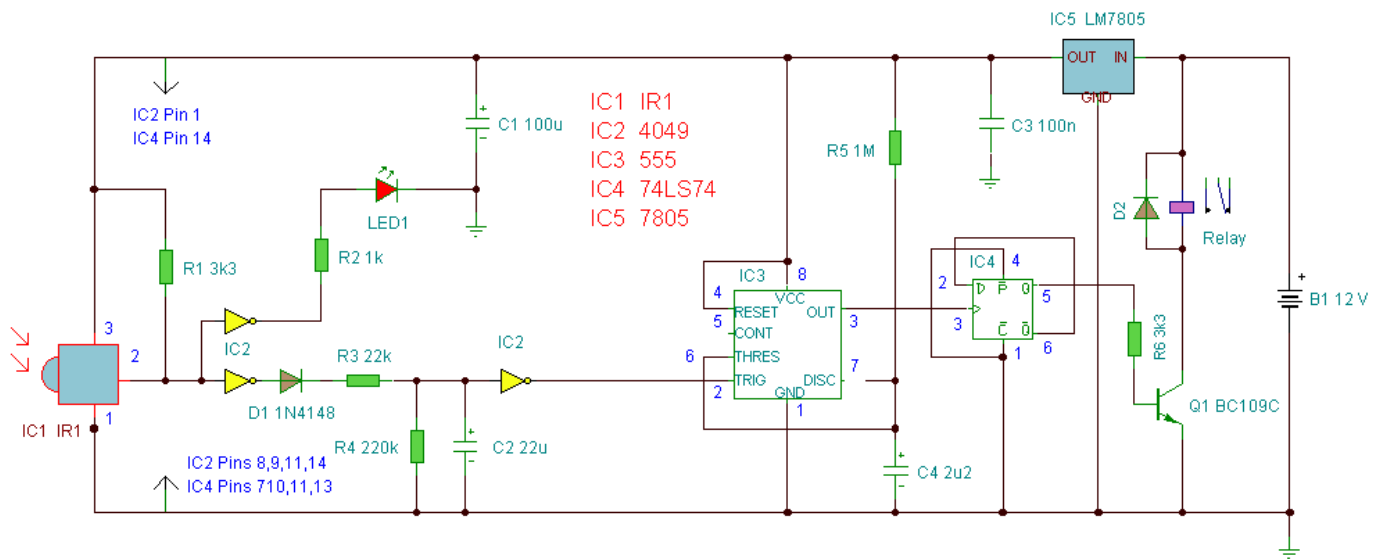 IC5 LM7805
OUT IN
GND
IC2 Pin 1
IC4 Pin 14
C1 100u
IC1 IR1
IC2 4049
IC3 555
IC4 74LS74
IC5 7805
C3 100n
R5 1M
LED1
D2
Relay
R1 3k3
R2 1k
IC3
8
IC4
4
4
VCC
2
D
P
Q
5
RESET
OUT
B1 12 V
5
CONT
3
3
C
Q
6
R6 3k3
3
IC2
6
THRES
1
2
R3 22k
IC2
7
TRIG
DISC
2
GND
1
Q1 BC109C
D1 1N4148
1
IC1 IR1
R4 220k
C2 22u
IC2 Pins 8,9,11,14
IC4 Pins 710,11,13
C4 2u2